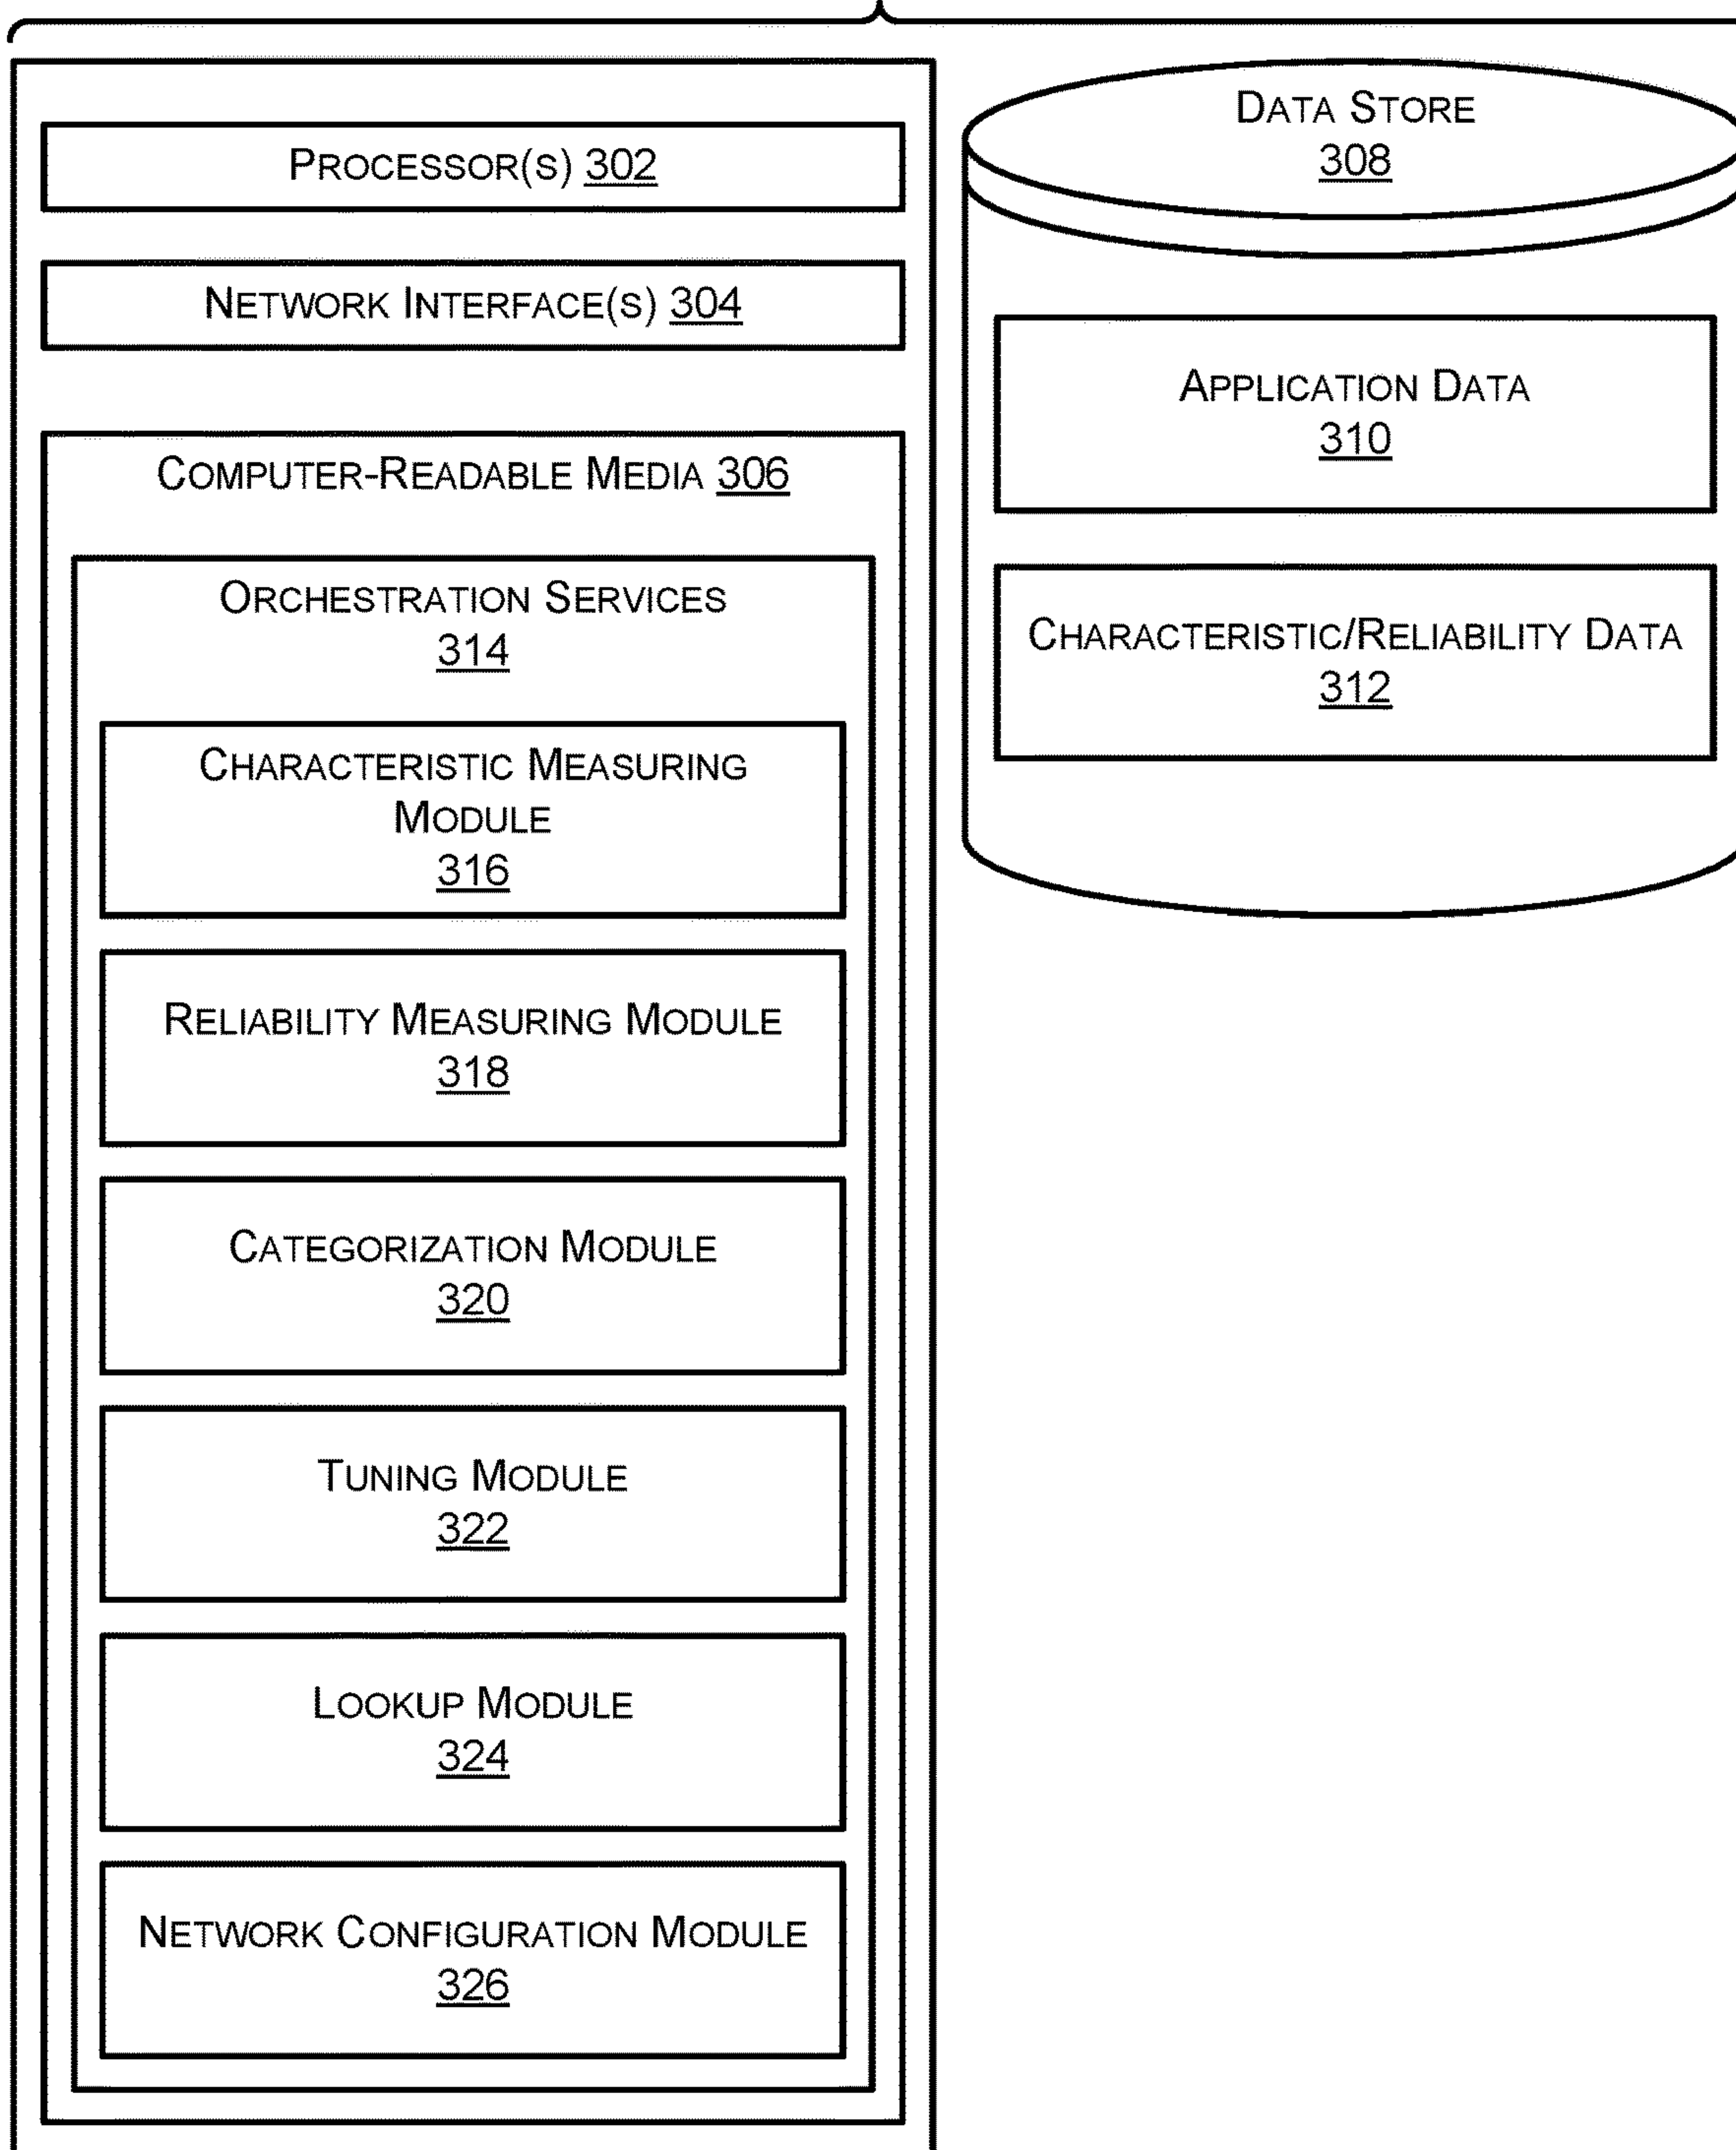 PROCESSOR(S) 302
NETWORK INTERFACE(S) 304
COMPUTER-READABLE MEDIA 306
ORCHESTRATION SERVICES
314
CHARACTERISTIC MEASURING
MODULE
316
RELIABILITY MEASURING MODULE
318
CATEGORIZATION MODULE
320
TUNING MODULE
322
LOOKUP MODULE
324
NETWORK CONFIGURATION MODULE
326
DATA STORE
308
APPLICATION DATA
310
CHARACTERISTIC/RELIABILITY DATA
312